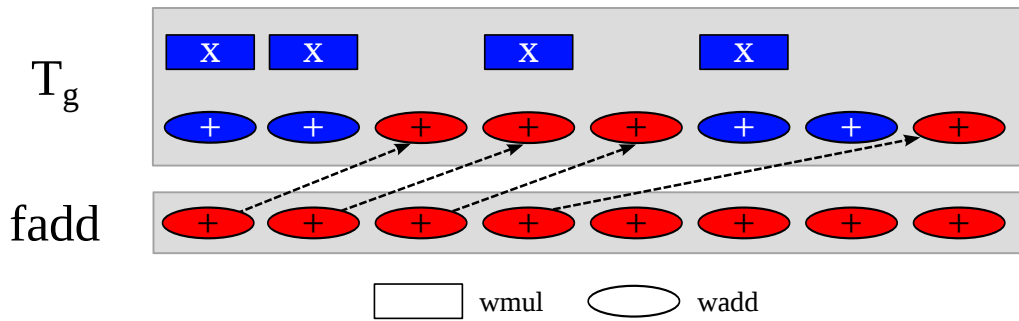 x x x x
T_g
+ + + + + + + +
fadd + + + + + + + +
wmul wadd